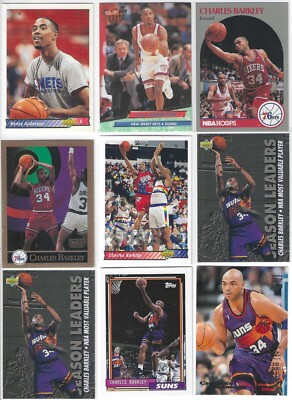 NETS
Kenny Anderson
NEW JERSEY NETS • GUARD
CHARLES BARKLEY
Forward
34
76ers
NBA HOOPS
34
3
CHARLES BARKLEY
Charles Barkley
SEASON LEADERS
CHARLES BARKLEY • NBA MOST VALUABLE PLAYER
SEASON LEADERS
CHARLES BARKLEY • NBA MOST VALUABLE PLAYER
Topps
CHARLES BARKLEY
SUNS
SUNS
34